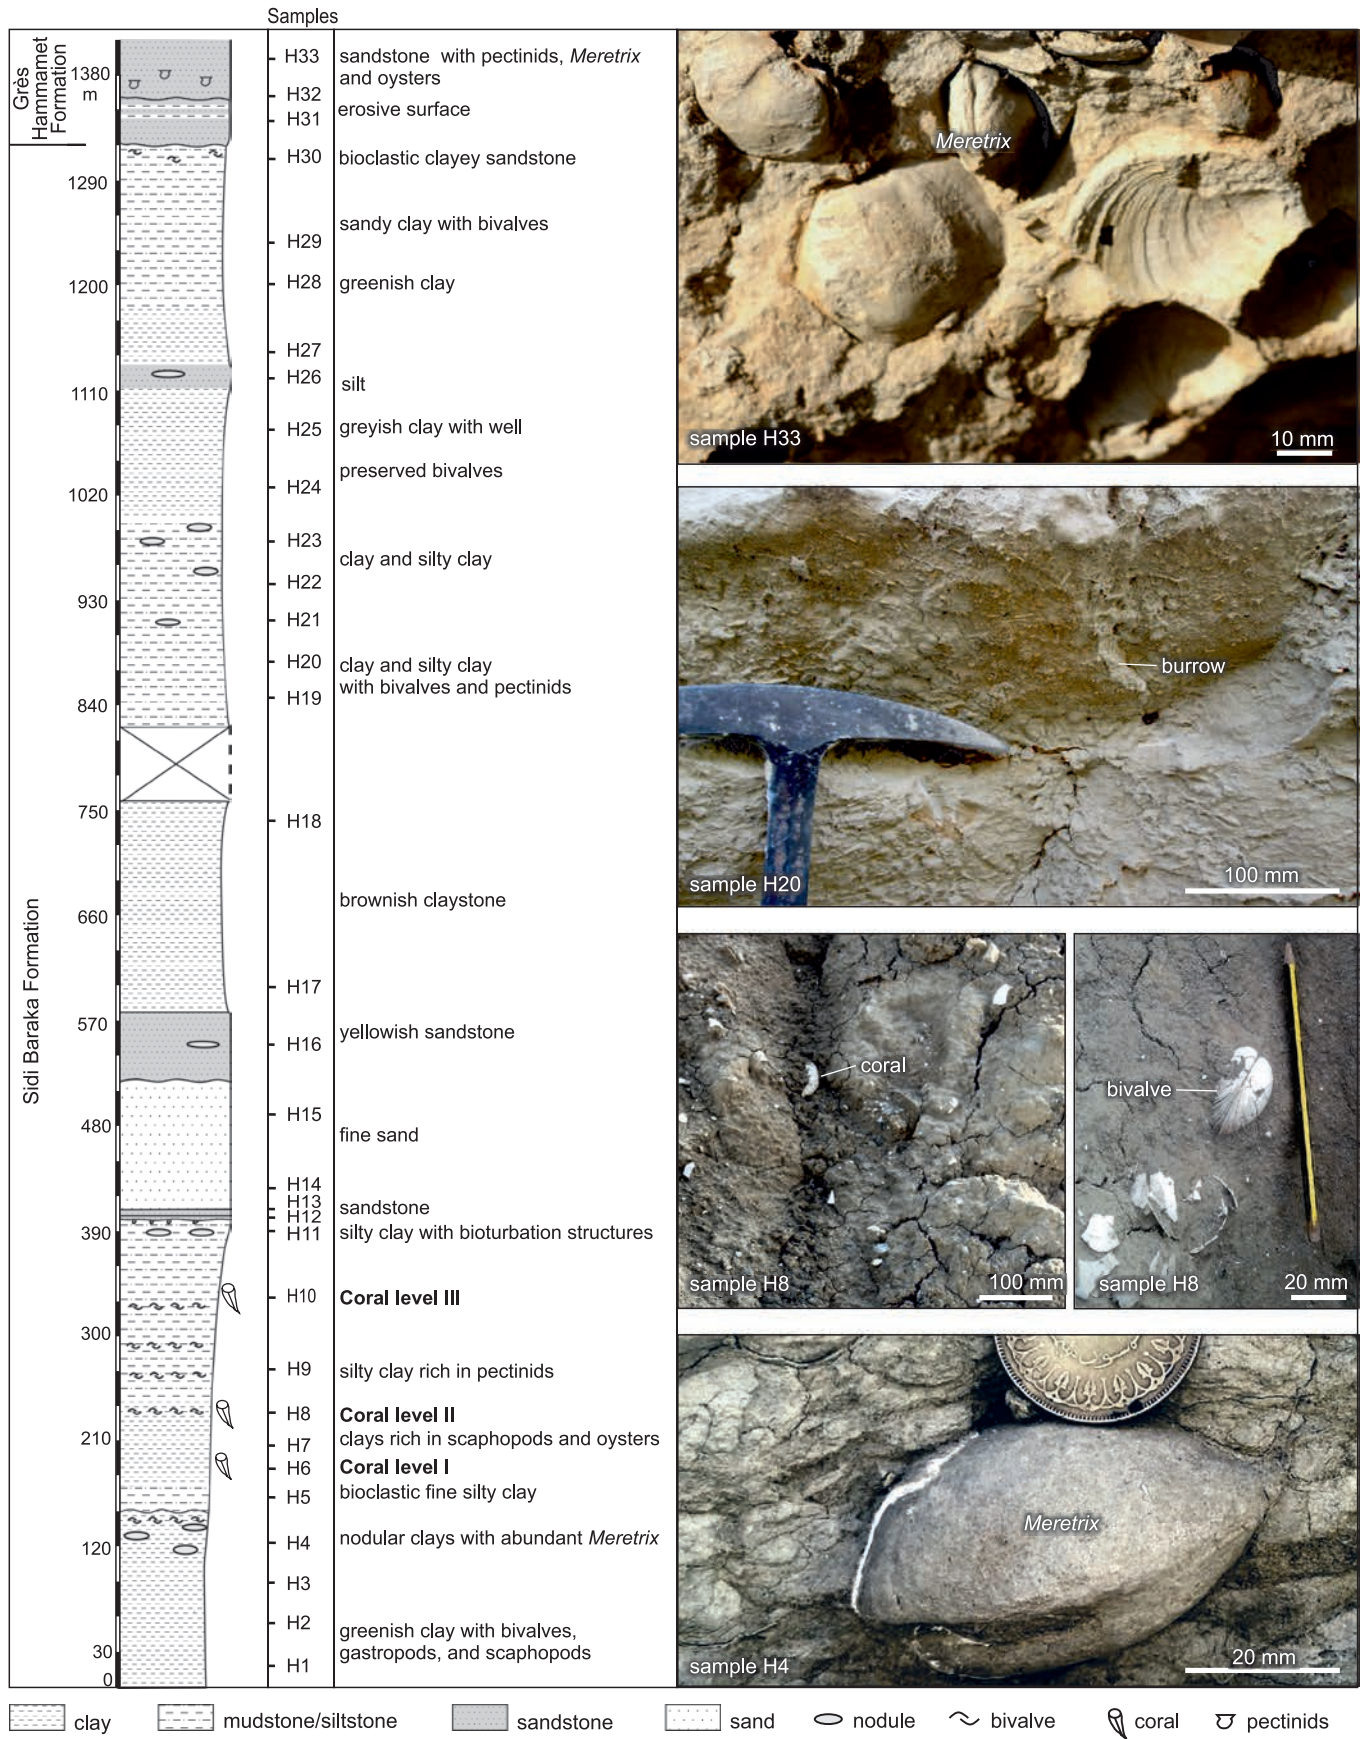 Samples
Grès
Hammamet
Formation
Sidi Baraka Formation
1380
m
1290
1200
1110
1020
930
840
750
660
570
480
390
300
210
120
30
0
H33 sandstone with pectinids, Meretrix
and oysters
H32
erosive surface
H31
H30 bioclastic clayey sandstone
sandy clay with bivalves
H29
H28 greenish clay
H27
H26
silt
H25 greyish clay with well
preserved bivalves
H24
H23
clay and silty clay
H22
H21
H20 clay and silty clay
with bivalves and pectinids
H19
H18
brownish claystone
H17
yellowish sandstone
H16
H15
fine sand
H14
H13
sandstone
H12
H11 silty clay with bioturbation structures
H10 Coral level III
H9 silty clay rich in pectinids
H8 Coral level II
clays rich in scaphopods and oysters
H7
H6 Coral level I
H5 bioclastic fine silty clay
H4 nodular clays with abundant Meretrix
H3
H2
greenish clay with bivalves,
gastropods, and scaphopods
H1
Meretrix
sample H33
10 mm
burrow
sample H20
100 mm
coral
sample H8
100 mm
bivalve
sample H8
20 mm
Meretrix
sample H4
20 mm
clay mudstone/siltstone sandstone sand nodule bivalve coral pectinids